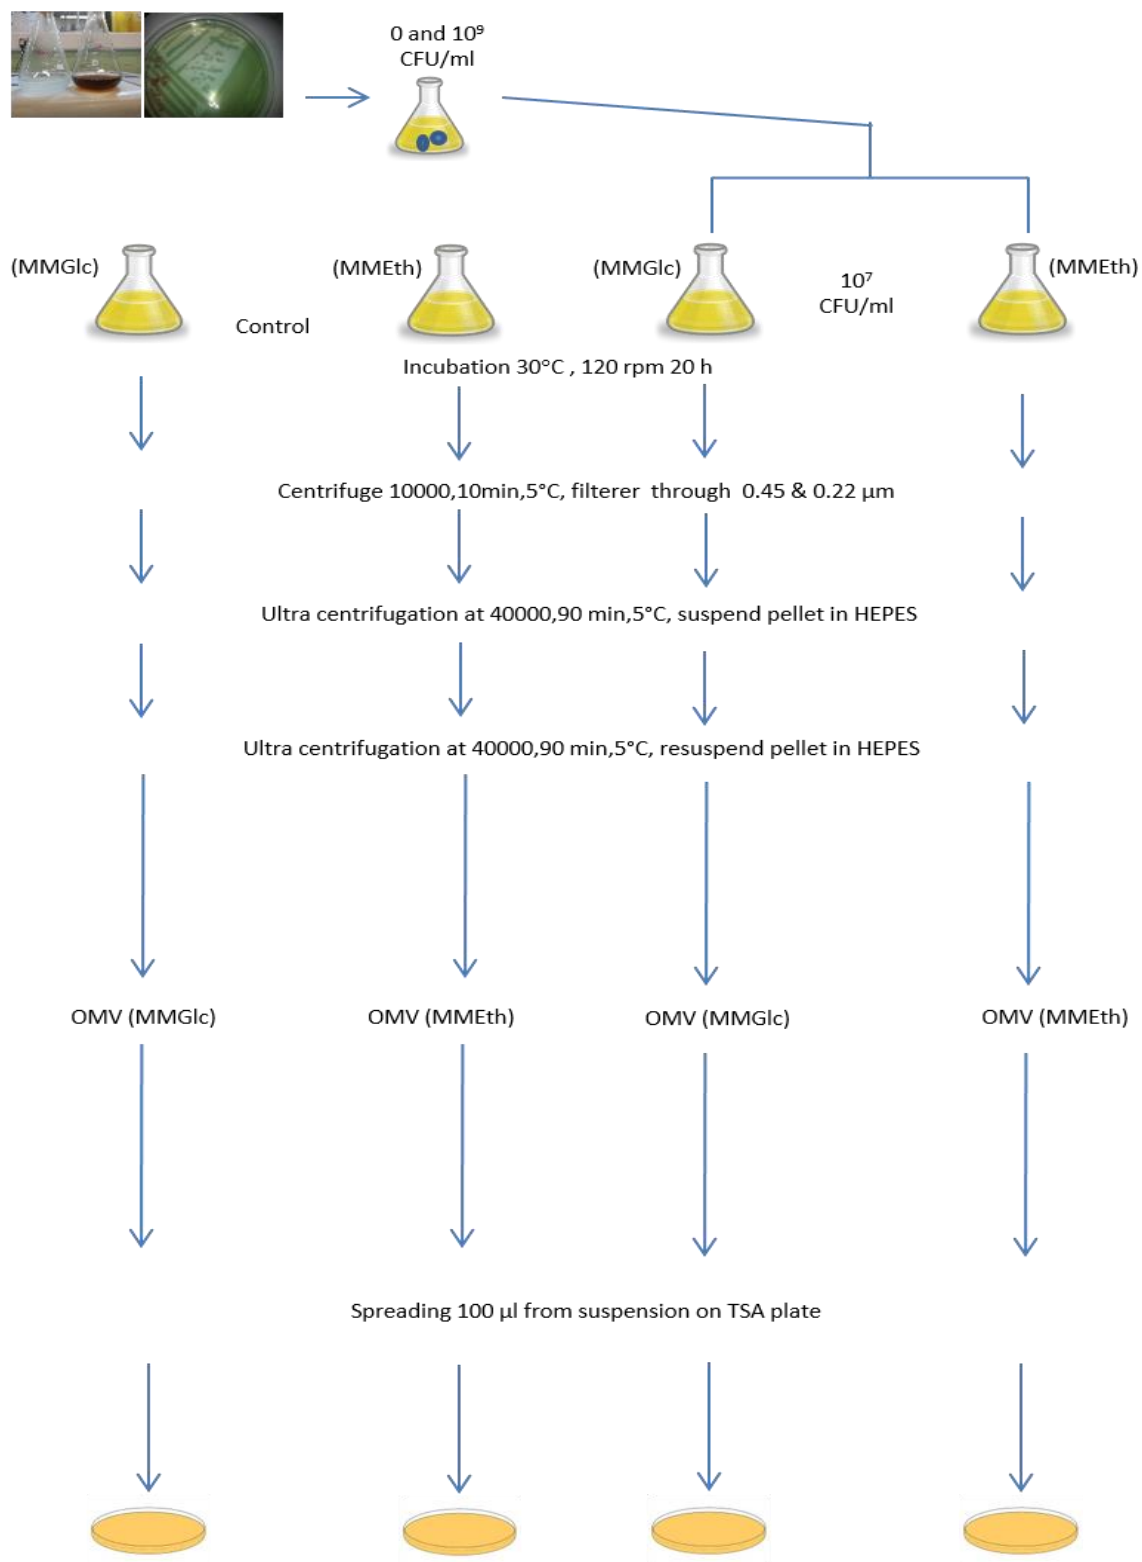 0 and 10⁹
CFU/ml
(MMGlc)
(MMEth)
(MMGlc)
10⁷
CFU/ml
(MMEth)
Control
Incubation 30°C , 120 rpm 20 h
Centrifuge 10000,10min,5°C, filterer through 0.45 & 0.22 µm
Ultra centrifugation at 40000,90 min,5°C, suspend pellet in HEPES
Ultra centrifugation at 40000,90 min,5°C, resuspend pellet in HEPES
OMV (MMGlc)
OMV (MMEth)
OMV (MMGlc)
OMV (MMEth)
Spreading 100 µl from suspension on TSA plate